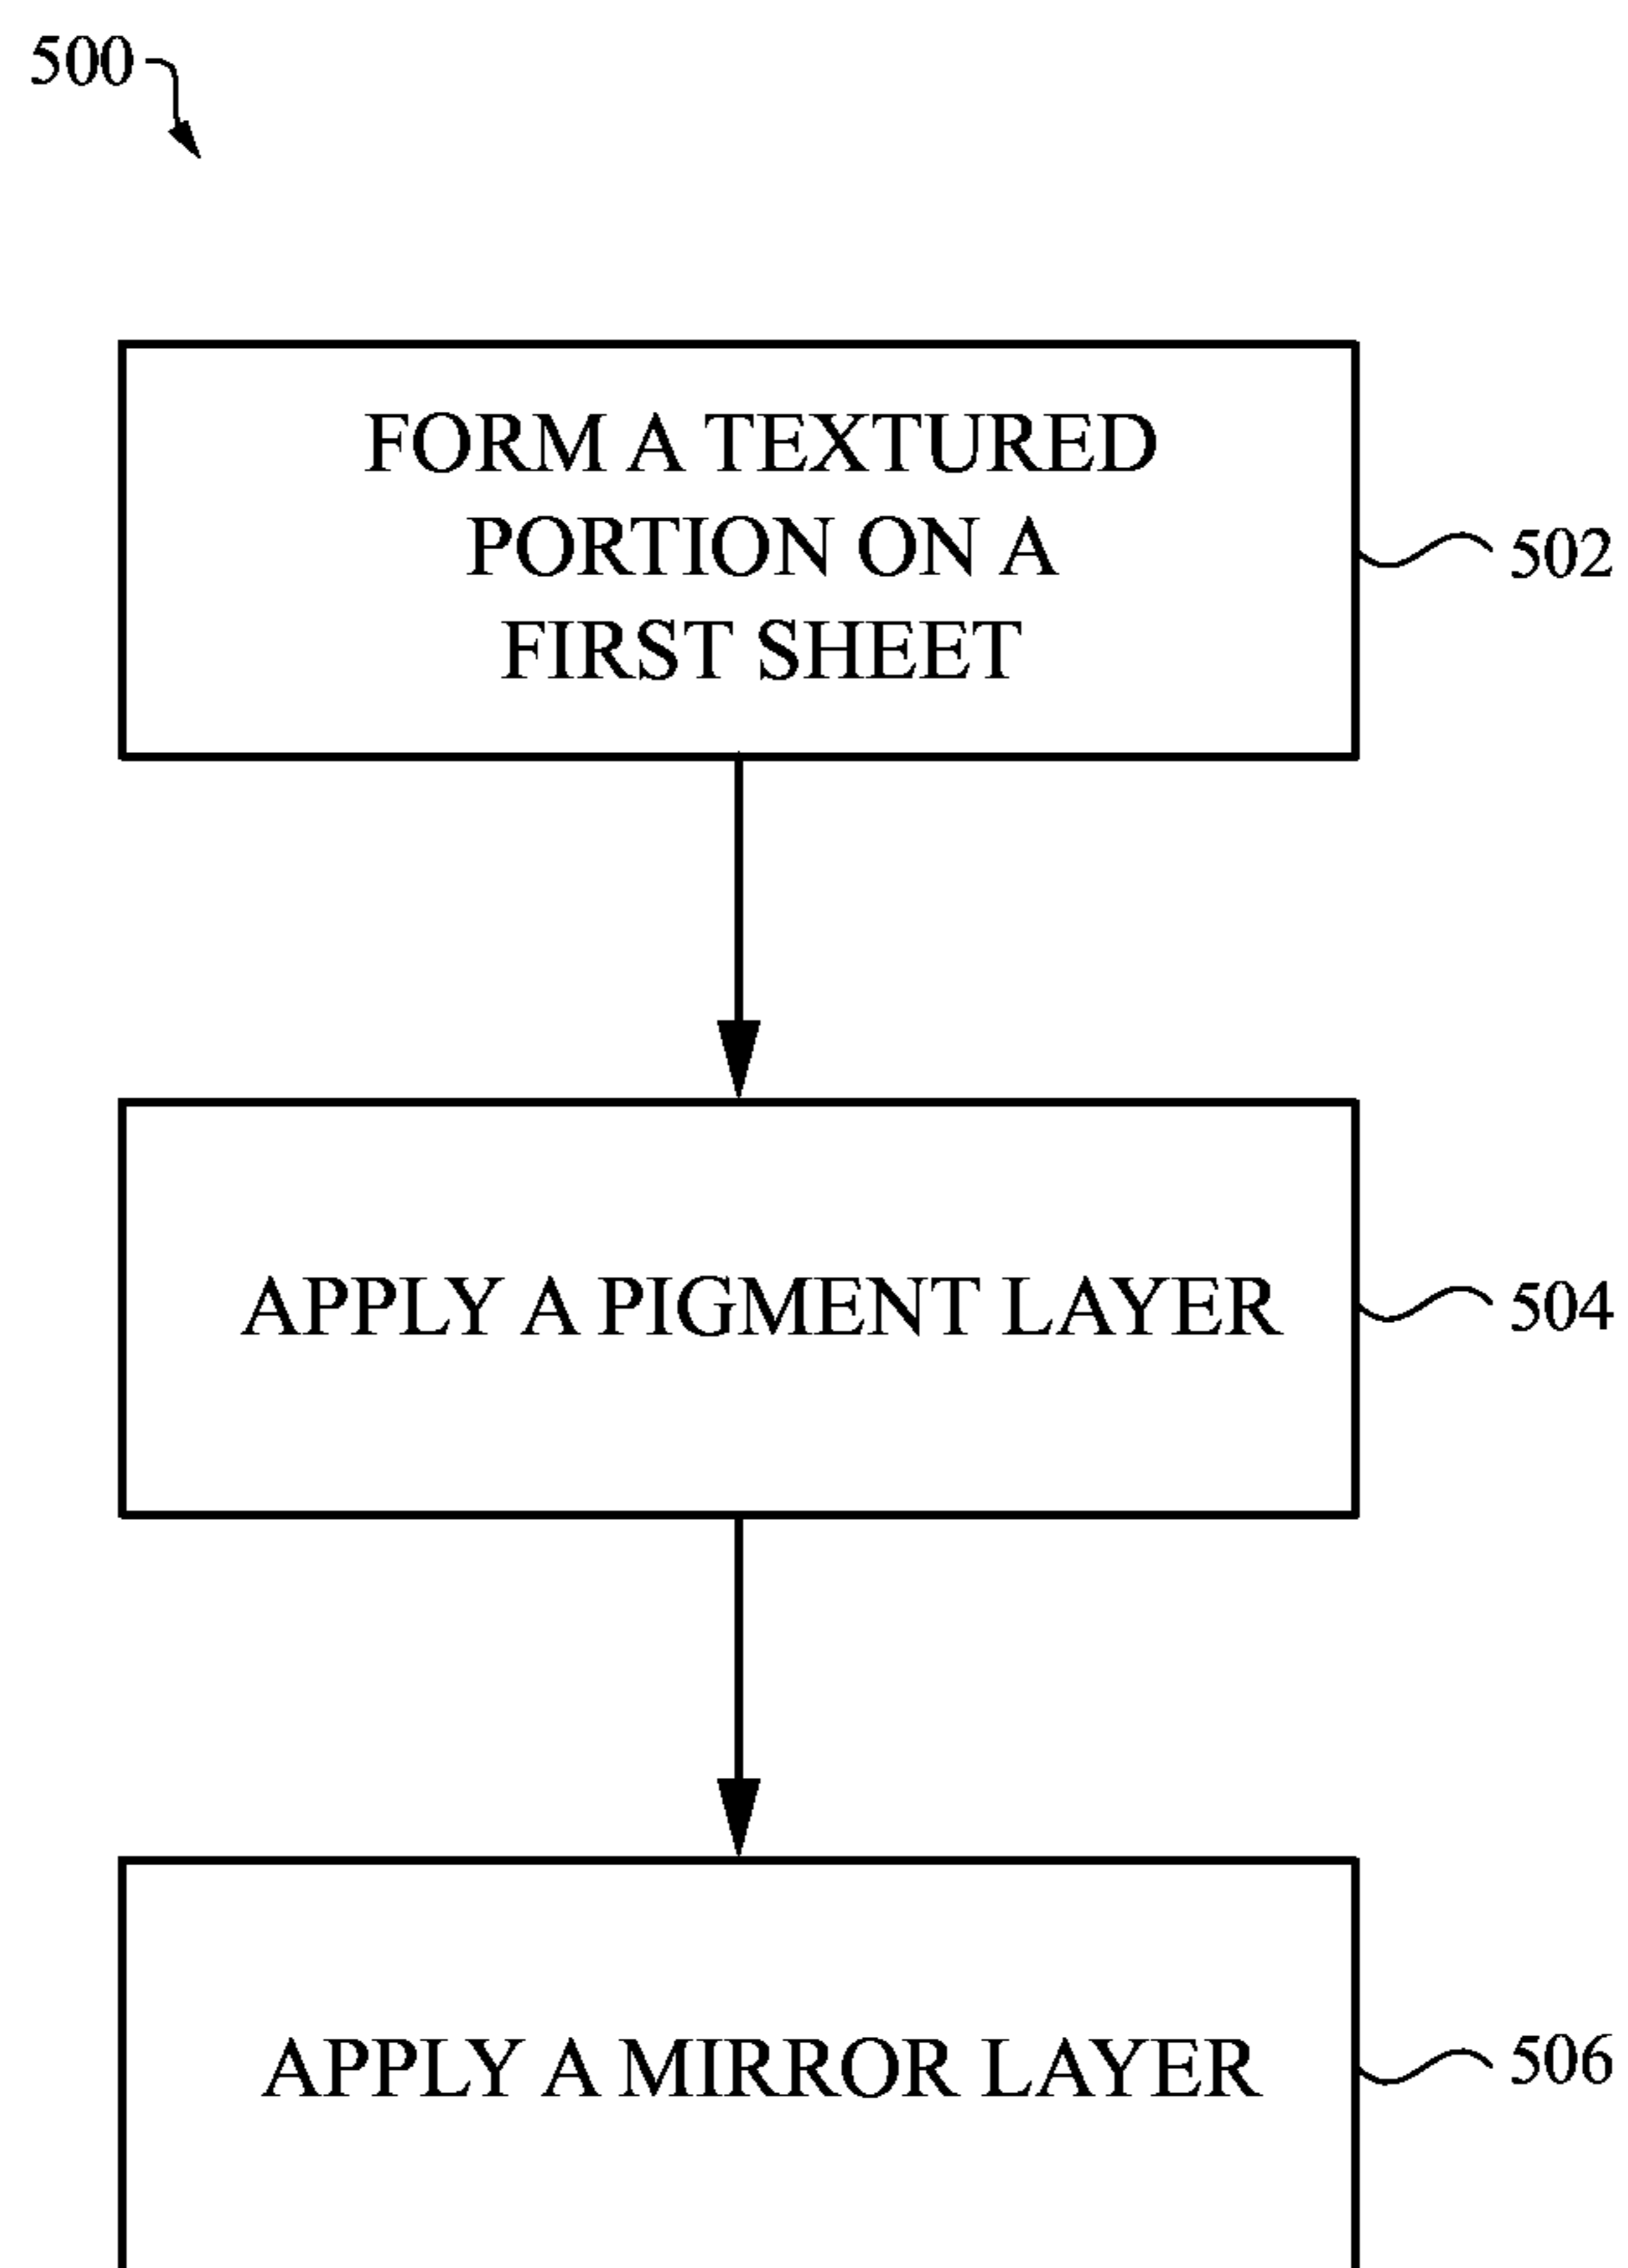 500
FORM A TEXTURED
PORTION ON A
FIRST SHEET
502
APPLY A PIGMENT LAYER
504
APPLY A MIRROR LAYER
506